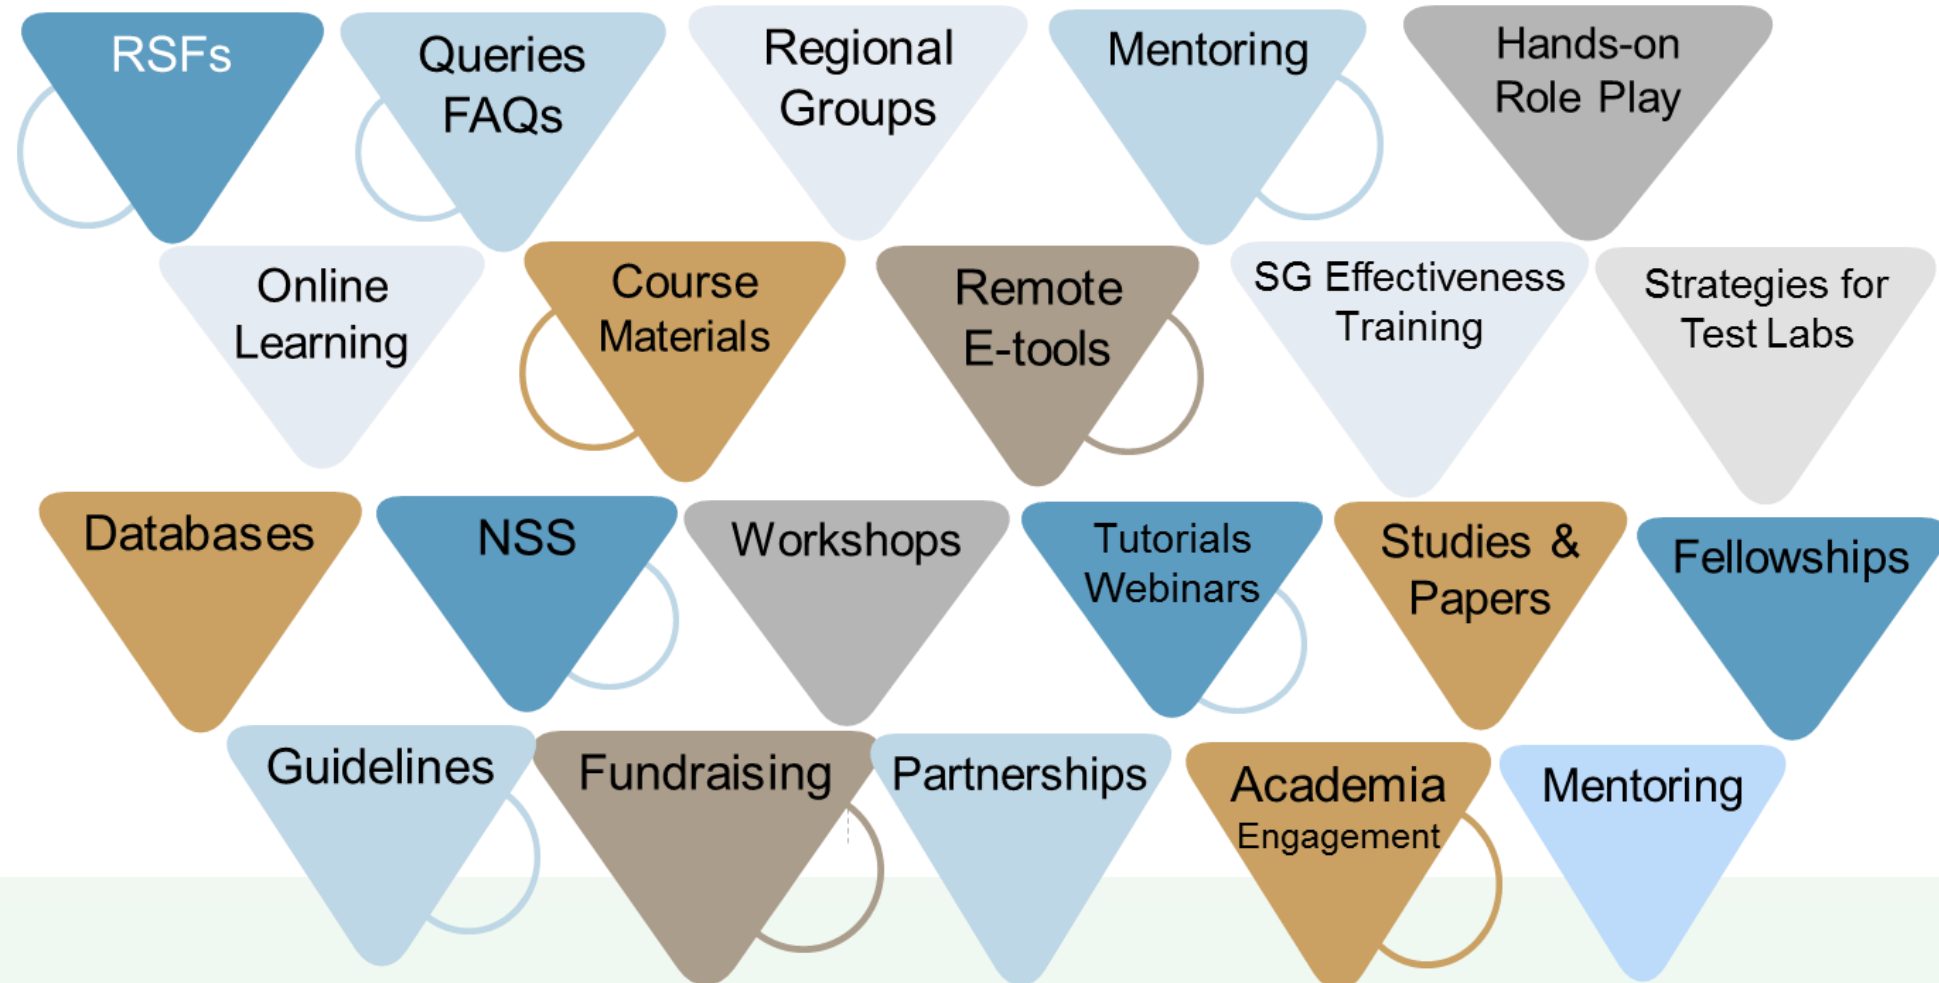 RSFs
Queries
FAQs
Regional
Groups
Mentoring
Hands-on
Role Play
Online
Learning
Course
Materials
Remote
E-tools
SG Effectiveness
Training
Strategies for
Test Labs
Databases
NSS
Workshops
Tutorials
Webinars
Studies &
Papers
Fellowships
Guidelines
Fundraising
Partnerships
Academia
Engagement
Mentoring